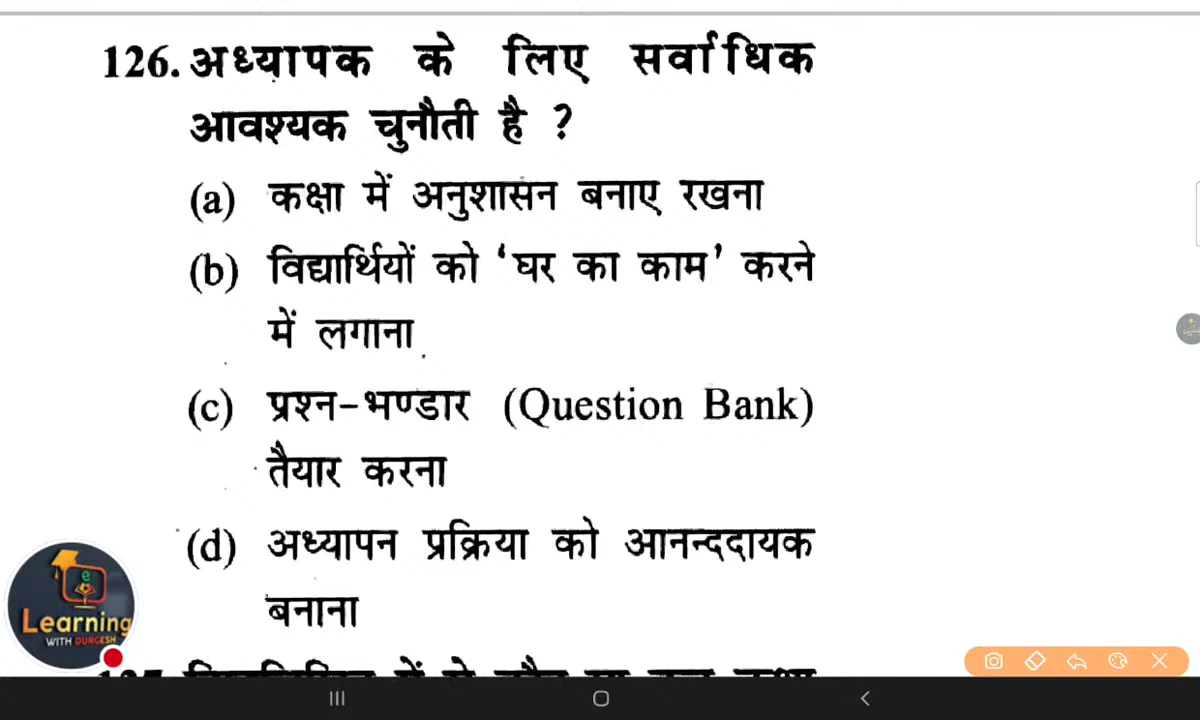 126. अध्यापक के लिए सर्वाधिक
आवश्यक चुनौती है ?
(a) कक्षा में अनुशासन बनाए रखना
(b) विद्यार्थियों को ‘घर का काम’ करने
में लगाना
(c) प्रश्न-भण्डार (Question Bank)
तैयार करना
(d) अध्यापन प्रक्रिया को आनन्ददायक
बनाना
e
Learning
WITH DURGESH